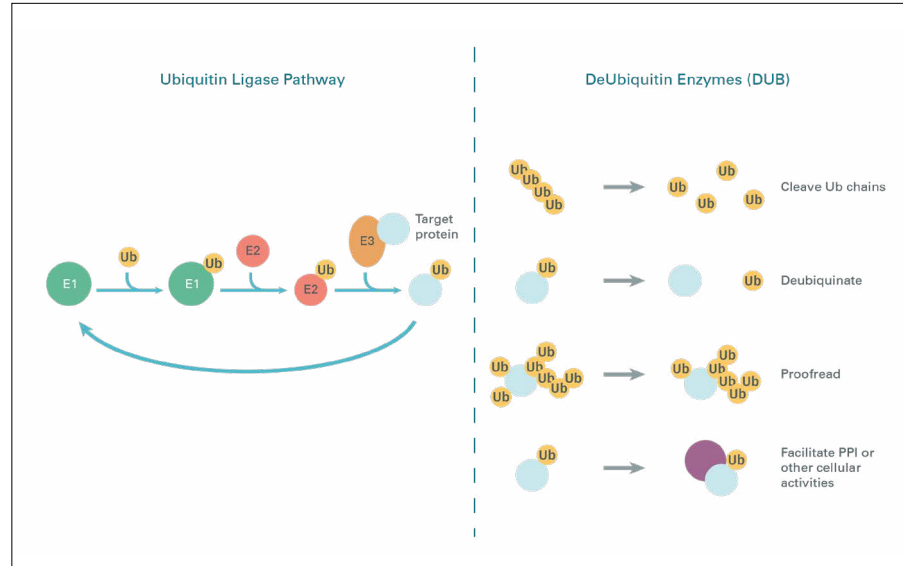 Ubiquitin Ligase Pathway
E1
Ub
E1
Ub
E2
E2
Ub
E3
Target
protein
Ub
DeUbiquitin Enzymes (DUB)
Ub
Ub
Ub
Ub
Ub
Ub
Ub
Ub
Cleave Ub chains
Ub
Ub
Deubiquinate
Ub
Ub
Ub
Ub
Ub
Ub
Ub
Ub
Ub
Ub
Ub
Ub
Ub
Proofread
Ub
Ub
Facilitate PPI or
other cellular
activities